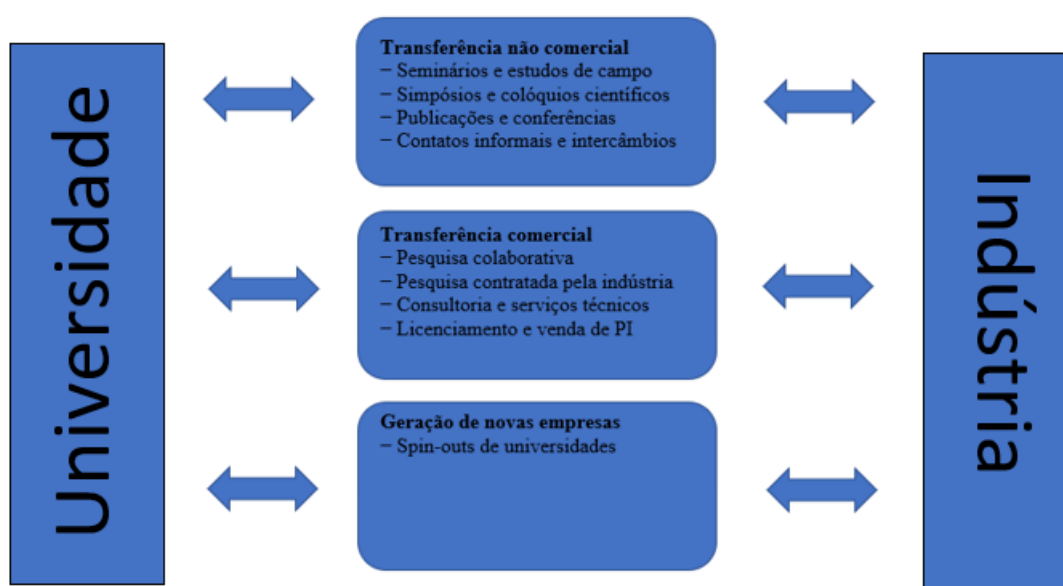 Universidade
Transferência não comercial
− Seminários e estudos de campo
− Simpósios e colóquios científicos
− Publicações e conferências
− Contatos informais e intercâmbios
Transferência comercial
− Pesquisa colaborativa
− Pesquisa contratada pela indústria
− Consultoria e serviços técnicos
− Licenciamento e venda de PI
Geração de novas empresas
− Spin-outs de universidades
Indústria